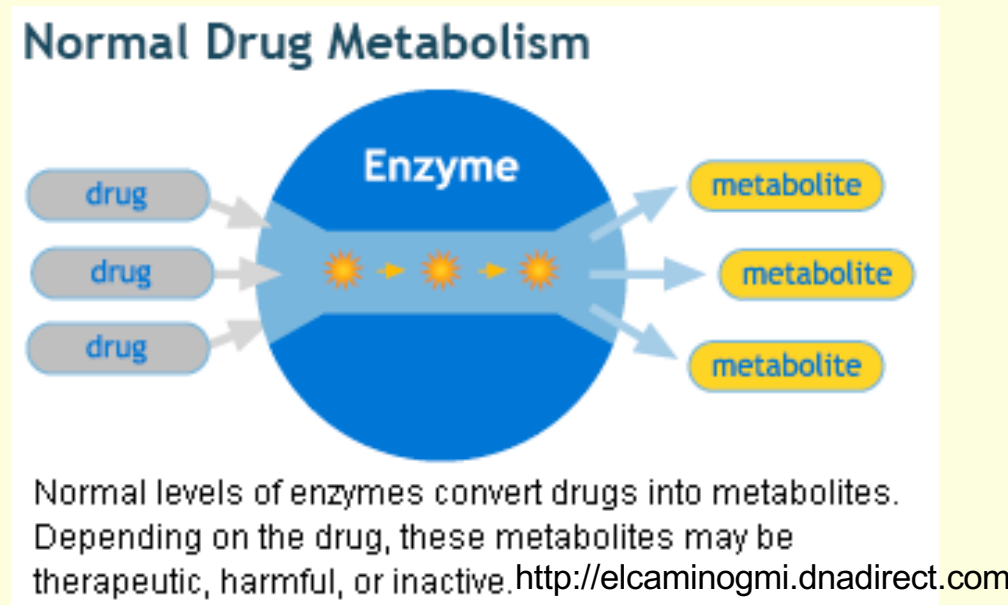 Normal Drug Metabolism
Enzyme
drug
metabolite
drug
metabolite
drug
metabolite
Normal levels of enzymes convert drugs into metabolites.
Depending on the drug, these metabolites may be
therapeutic, harmful, or inactive. http://elcaminogmi.dnadirect.com